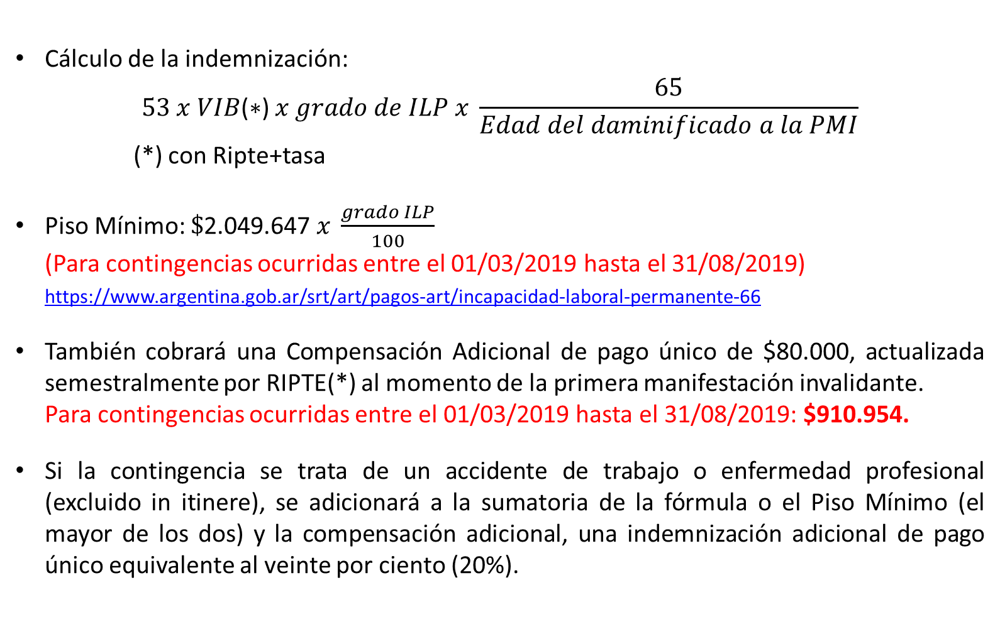 • Cálculo de la indemnización:
53 x VIB(∗) x grado de ILP x 65 / Edad del daminificado a la PMI
(*) con Ripte+tasa
• Piso Mínimo: $2.049.647 x grado ILP / 100
(Para contingencias ocurridas entre el 01/03/2019 hasta el 31/08/2019)
https://www.argentina.gob.ar/srt/art/pagos-art/incapacidad-laboral-permanente-66
• También cobrará una Compensación Adicional de pago único de $80.000, actualizada
semestralmente por RIPTE(*) al momento de la primera manifestación invalidante.
Para contingencias ocurridas entre el 01/03/2019 hasta el 31/08/2019: $910.954.
• Si la contingencia se trata de un accidente de trabajo o enfermedad profesional
(excluido in itinere), se adicionará a la sumatoria de la fórmula o el Piso Mínimo (el
mayor de los dos) y la compensación adicional, una indemnización adicional de pago
único equivalente al veinte por ciento (20%).